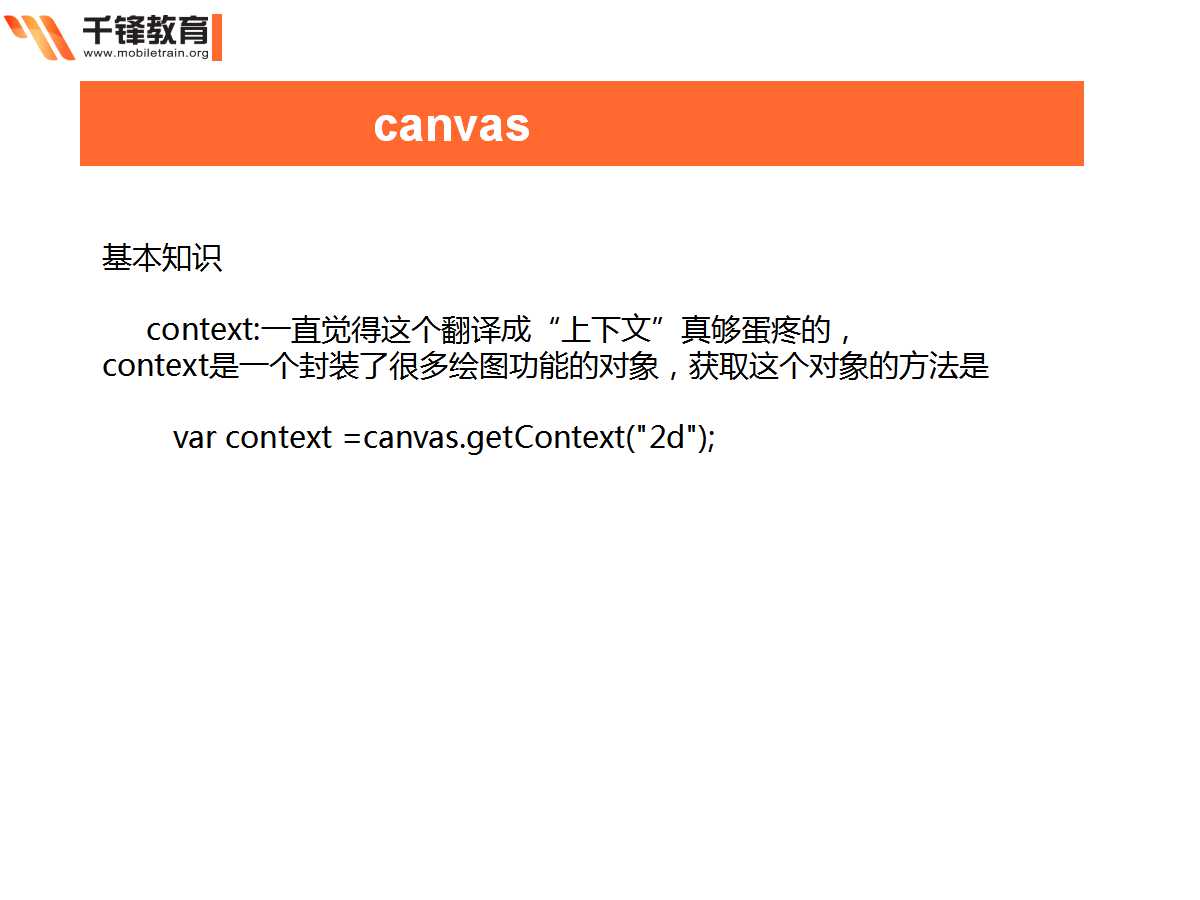 千锋教育
www.mobiletrain.org
canvas
基本知识
context:一直觉得这个翻译成“上下文”真够蛋疼的，
context是一个封装了很多绘图功能的对象，获取这个对象的方法是
var context =canvas.getContext("2d");